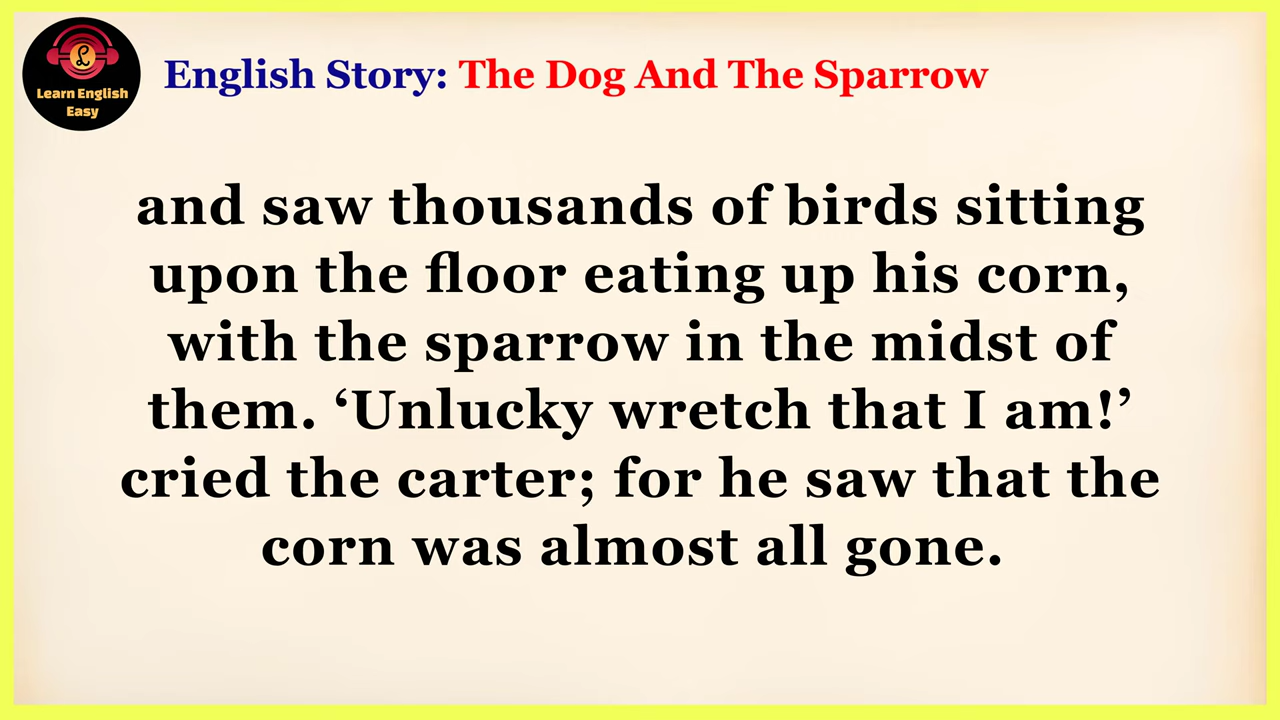 Learn English
Easy
English Story: The Dog And The Sparrow
and saw thousands of birds sitting
upon the floor eating up his corn,
with the sparrow in the midst of
them. ‘Unlucky wretch that I am!’
cried the carter; for he saw that the
corn was almost all gone.